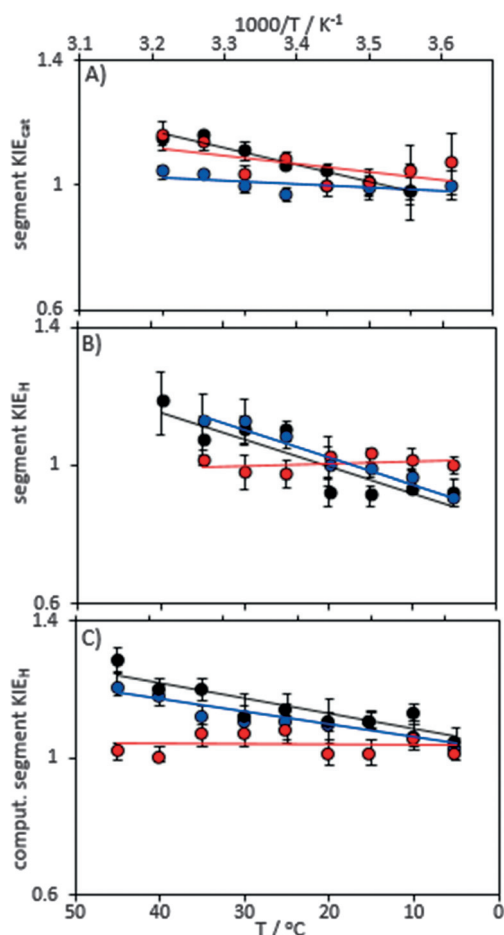 1000/T / K⁻¹
3.1 3.2 3.3 3.4 3.5 3.6
A)
1.4
1
0.6
segment KIEcat
B)
1.4
1
0.6
segment KIEH
C)
1.4
1
0.6
comput. segment KIEH
50 40 30 20 10 0
T / °C